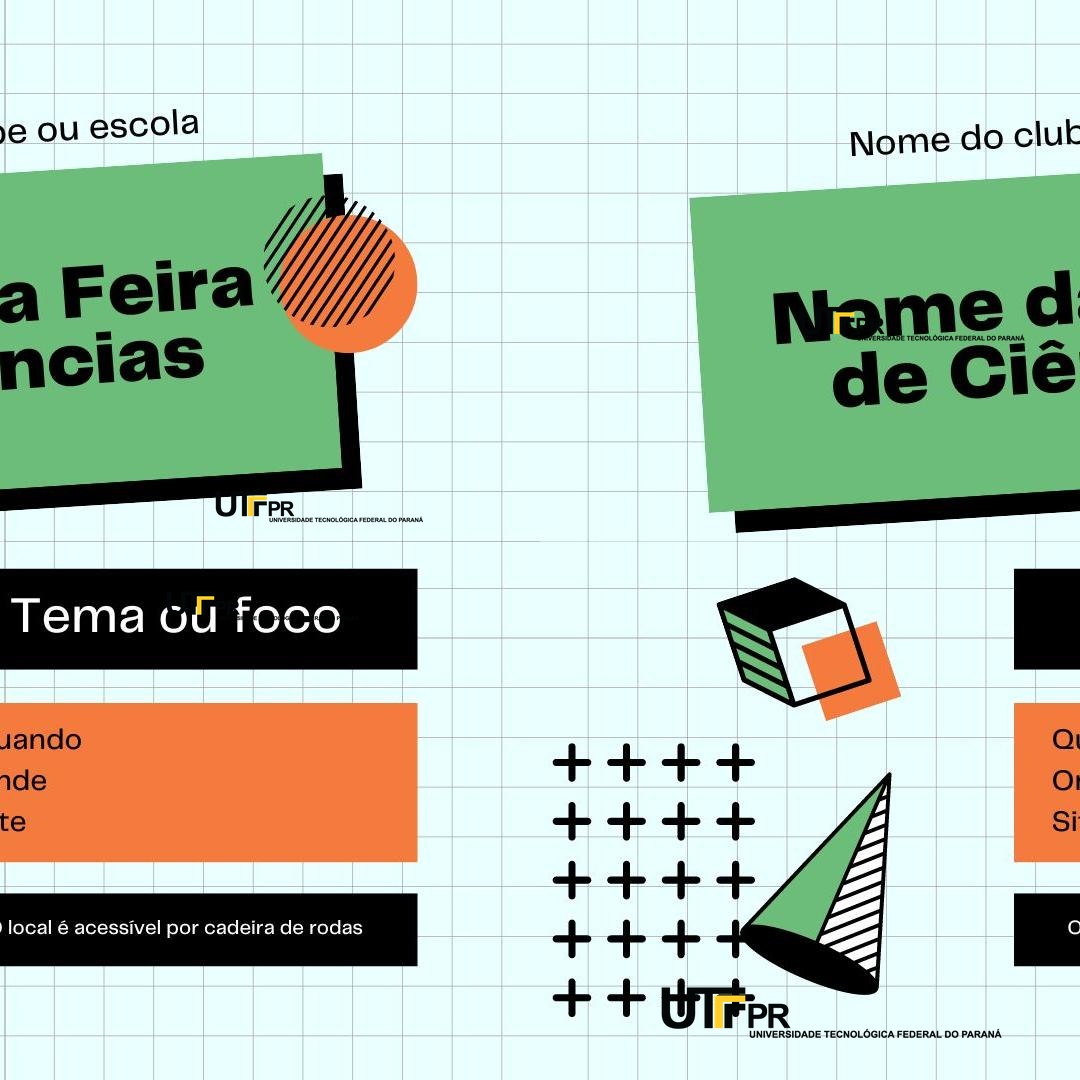 pe ou escola
a Feira
ncias
UTFPR
UNIVERSIDADE TECNOLÓGICA FEDERAL DO PARANÁ
Tema ou foco
uando
nde
te
O local é acessível por cadeira de rodas
Nome do club
Nome da
UTFPR
UNIVERSIDADE TECNOLÓGICA FEDERAL DO PARANÁ
de Ciê
Qu
On
Sit
O
UTFPR
UNIVERSIDADE TECNOLÓGICA FEDERAL DO PARANÁ